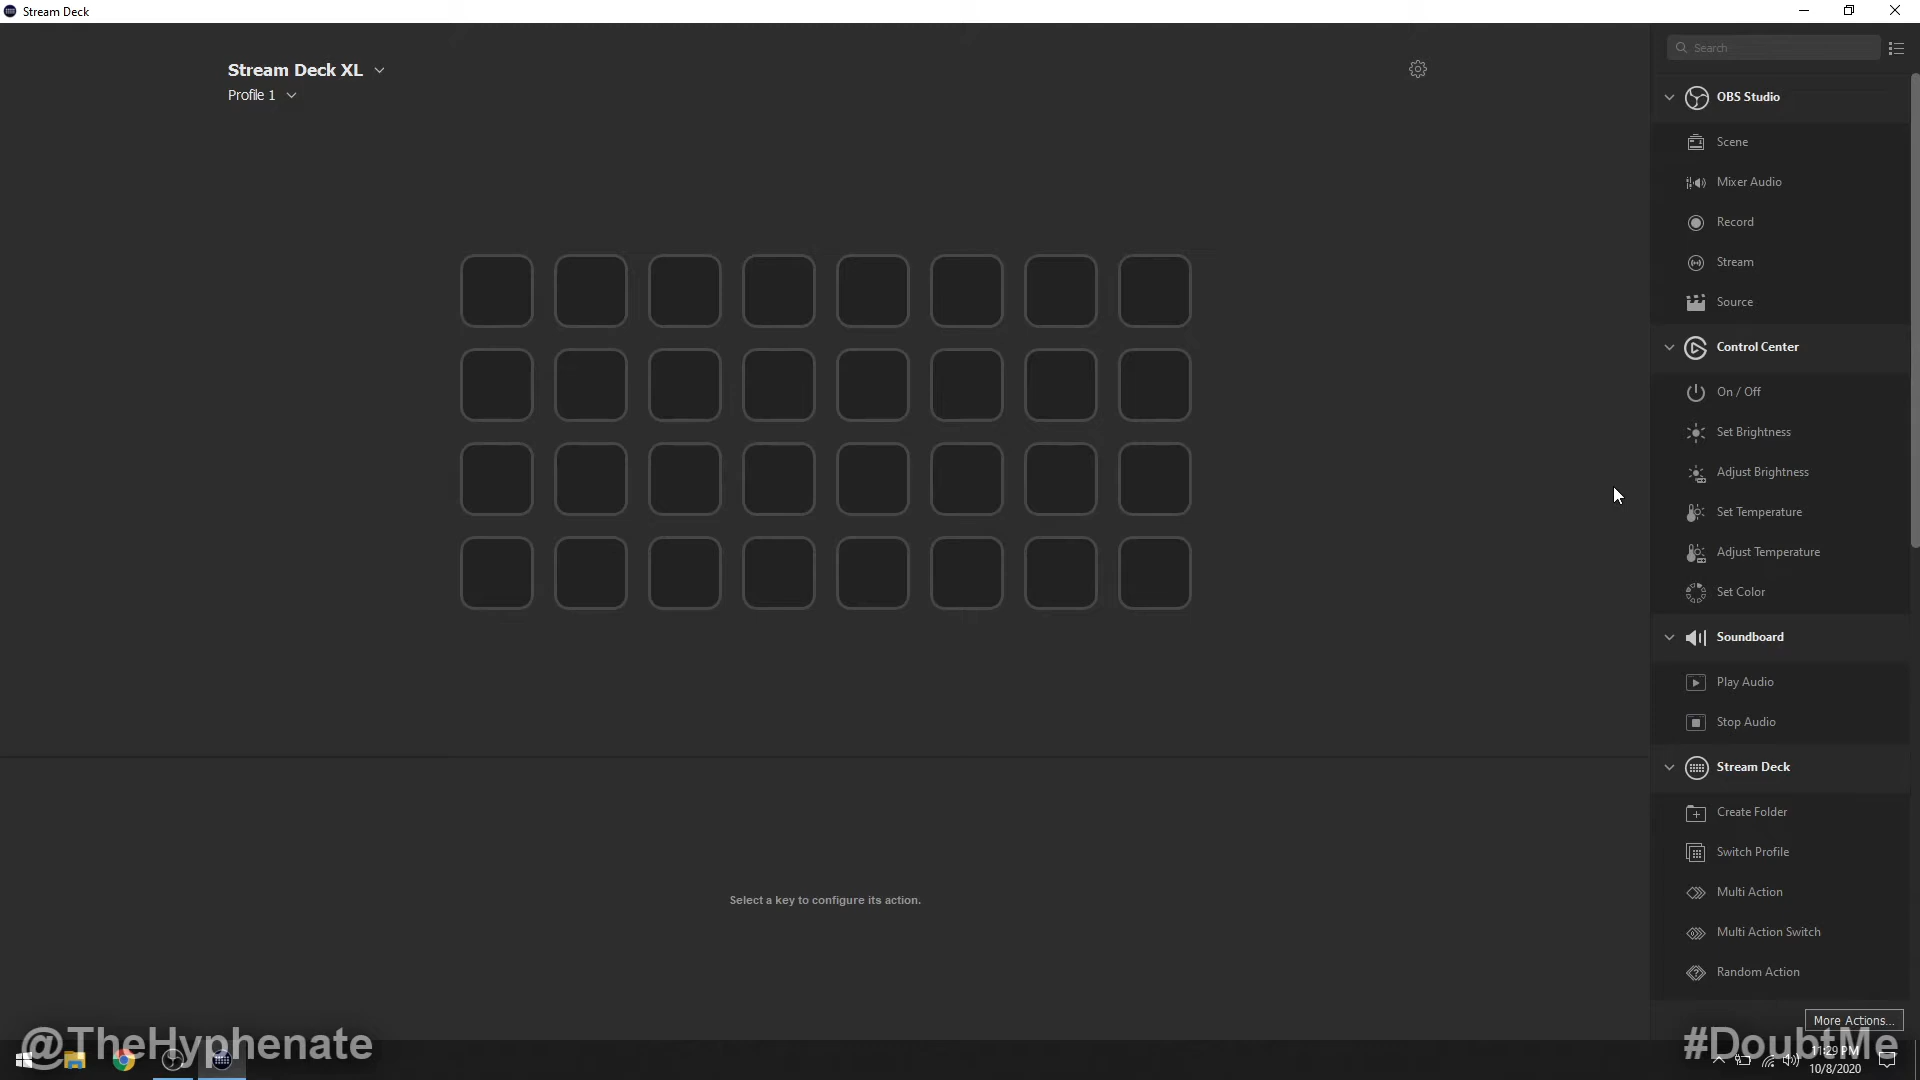 Stream Deck
Stream Deck XL
Profile 1
Search
OBS Studio
Scene
Mixer Audio
Record
Stream
Source
Control Center
On / Off
Set Brightness
Adjust Brightness
Set Temperature
Adjust Temperature
Set Color
Soundboard
Play Audio
Stop Audio
Stream Deck
Create Folder
Switch Profile
Multi Action
Multi Action Switch
Random Action
Select a key to configure its action.
More Actions...
@TheHyphenate
#DoubtMe
11:29 PM
10/8/2020